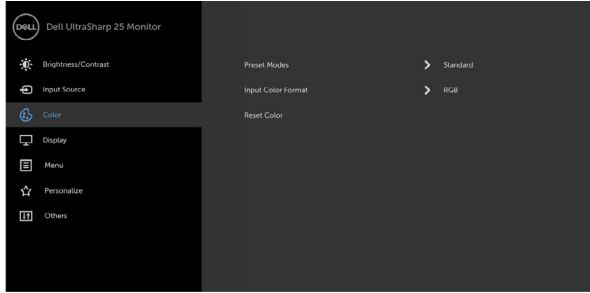 DELL Dell UltraSharp 25 Monitor
Brightness/Contrast
Preset Modes Standard
Input Source
Input Color Format RGB
Color
Reset Color
Display
Menu
Personalize
Others